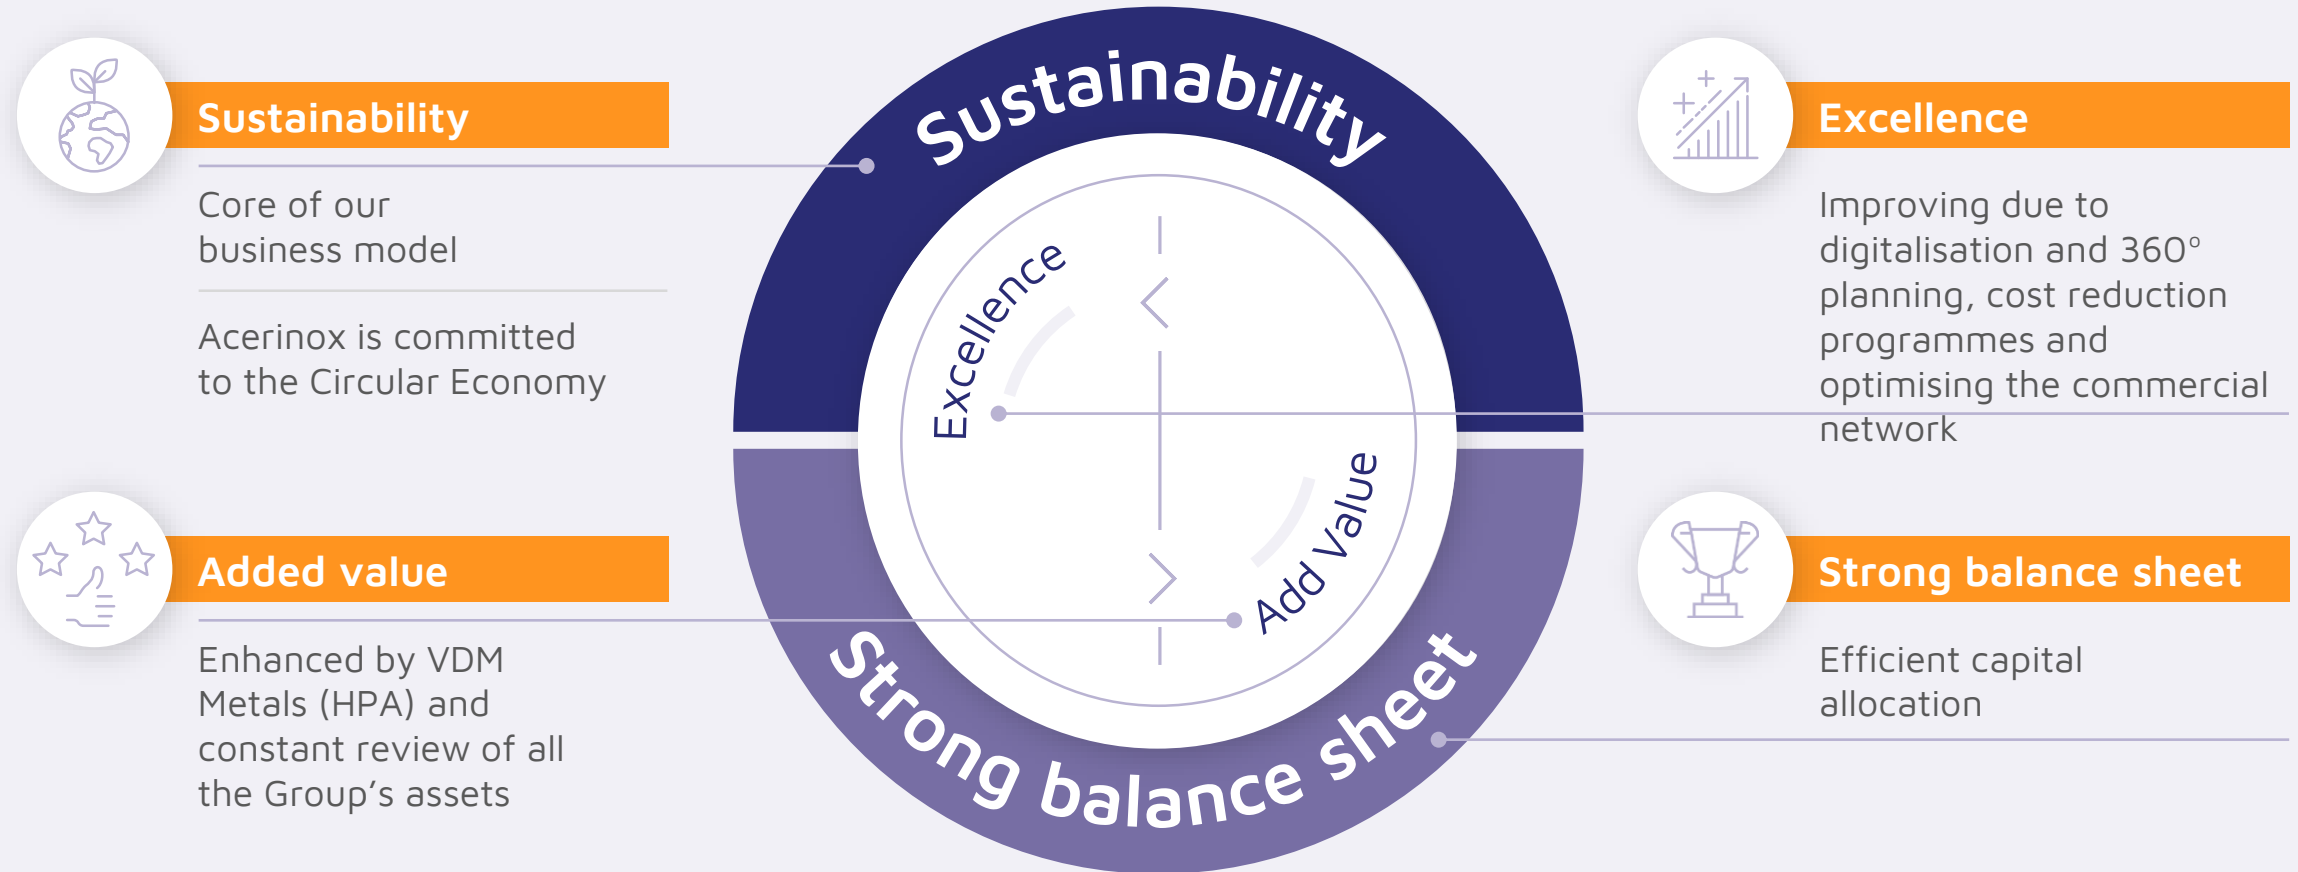 Sustainability
Core of our
business model
Acerinox is committed
to the Circular Economy
Added value
Enhanced by VDM
Metals (HPA) and
constant review of all
the Group’s assets
Sustainability
Excellence
Add Value
Strong balance sheet
Excellence
Improving due to
digitalisation and 360º
planning, cost reduction
programmes and
optimising the commercial
network
Strong balance sheet
Efficient capital
allocation